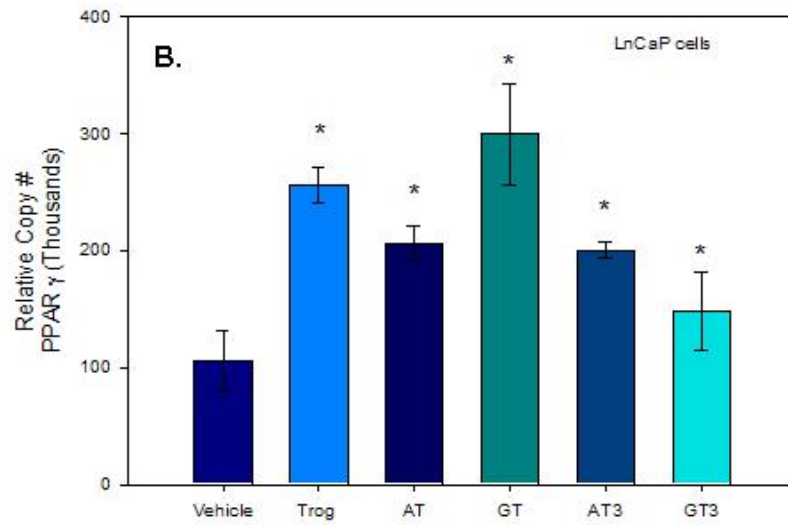 400
B.
LnCaP cells
*
*
*
*
*
300
200
100
0
Relative Copy #
PPAR γ (Thousands)
Vehicle Trog AT GT AT3 GT3